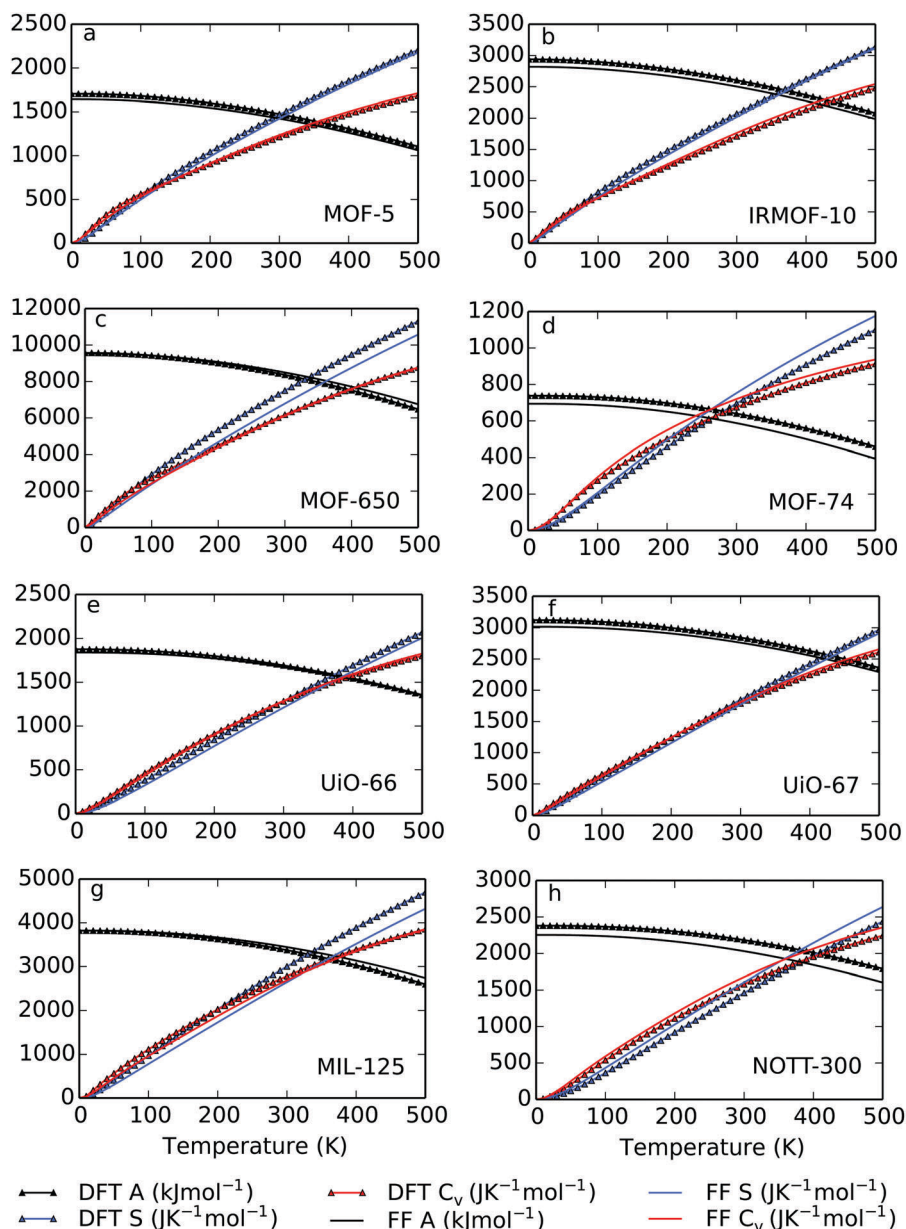 2500
a
2000
1500
1000
500
0
MOF-5
0 100 200 300 400 500
3500
b
3000
2500
2000
1500
1000
500
0
IRMOF-10
0 100 200 300 400 500
12000
c
10000
8000
6000
4000
2000
0
MOF-650
0 100 200 300 400 500
1200
d
1000
800
600
400
200
0
MOF-74
0 100 200 300 400 500
2500
e
2000
1500
1000
500
0
UiO-66
0 100 200 300 400 500
3500
f
3000
2500
2000
1500
1000
500
0
UiO-67
0 100 200 300 400 500
5000
g
4000
3000
2000
1000
0
MIL-125
0 100 200 300 400 500
Temperature (K)
3000
h
2500
2000
1500
1000
500
0
NOTT-300
0 100 200 300 400 500
Temperature (K)
DFT A (kJmol⁻¹)
DFT S (JK⁻¹mol⁻¹)
DFT Cᵥ (JK⁻¹mol⁻¹)
FF A (kJmol⁻¹)
FF S (JK⁻¹mol⁻¹)
FF Cᵥ (JK⁻¹mol⁻¹)